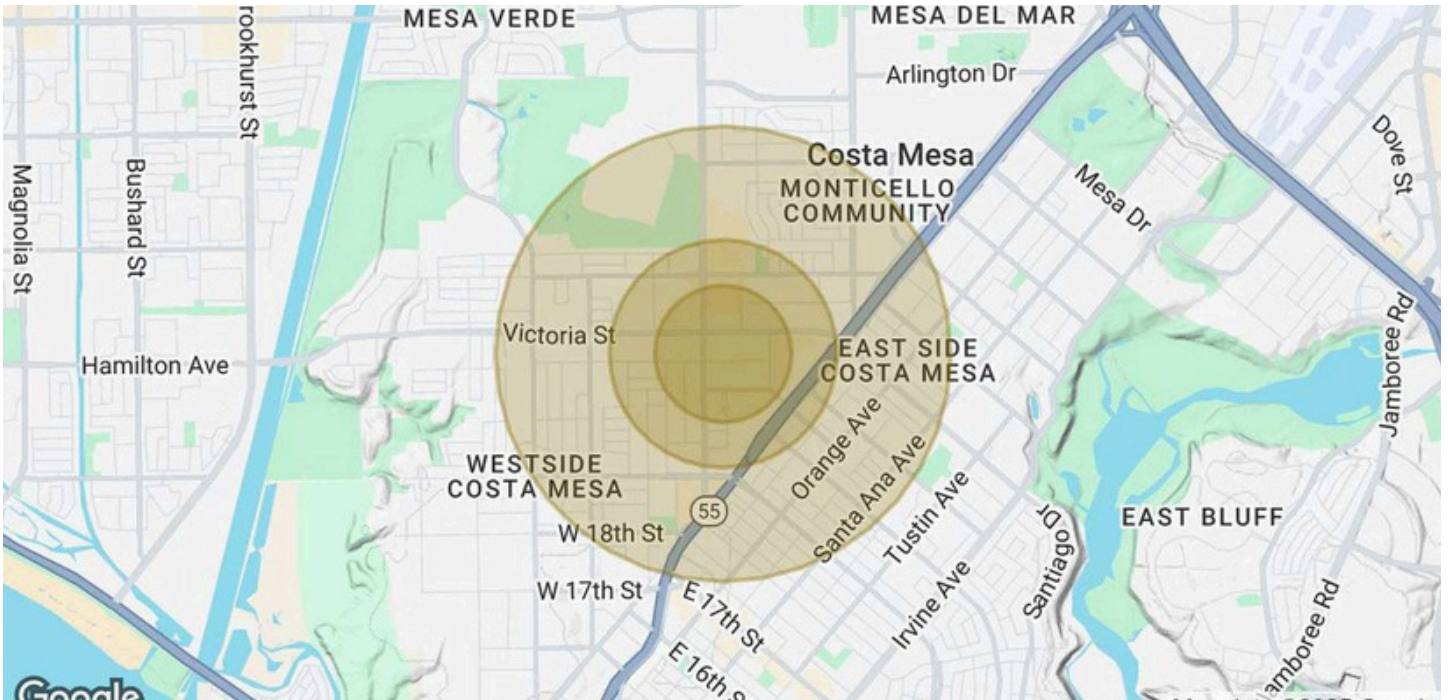 MESA VERDE
MESA DEL MAR
rookhurst St
Arlington Dr
Dove St
Costa Mesa
MONTICELLO
COMMUNITY
Magnolia St
Bushard St
Mesa Dr
Victoria St
Hamilton Ave
EAST SIDE
COSTA MESA
Jamboree Rd
Orange Ave
WESTSIDE
COSTA MESA
Santa Ana Ave
Tustin Ave
55
W 18th St
EAST BLUFF
Santiago Dr
W 17th St
E 17th St
Irvine Ave
E 16th S
amboree Rd
Google